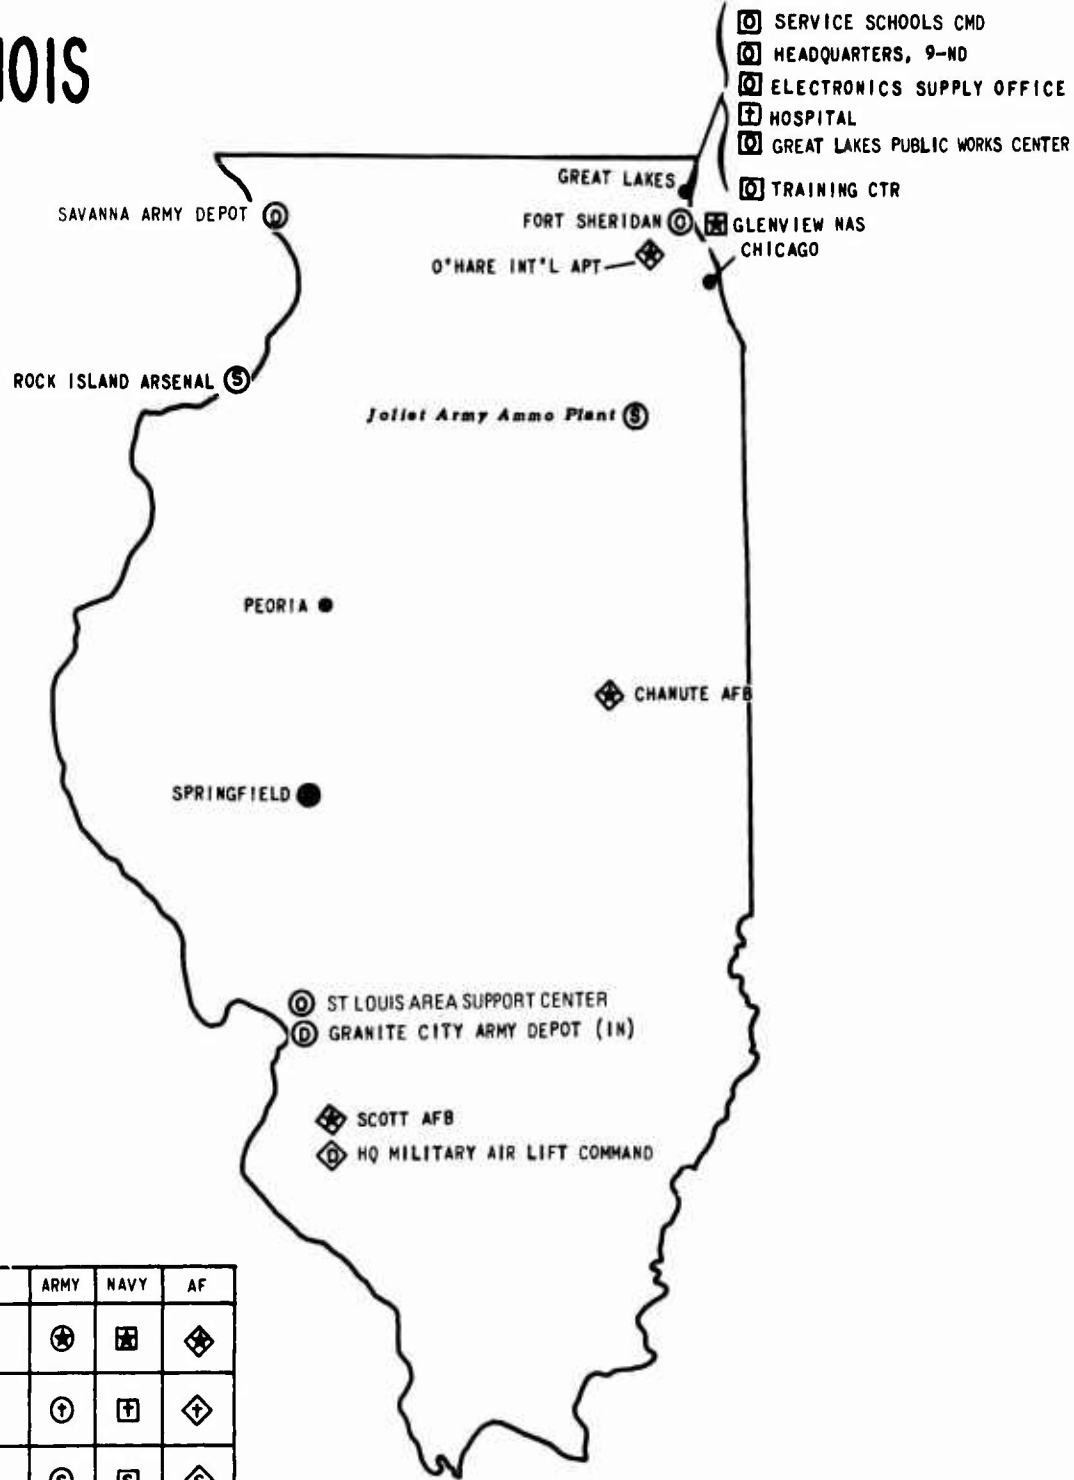 NOIS
SERVICE SCHOOLS CMD
HEADQUARTERS, 9-ND
ELECTRONICS SUPPLY OFFICE
HOSPITAL
GREAT LAKES PUBLIC WORKS CENTER
TRAINING CTR
GREAT LAKES
SAVANNA ARMY DEPOT D
FORT SHERIDAN O
GLENVIEW NAS
CHICAGO
O'HARE INT'L APT
ROCK ISLAND ARSENAL S
Joliet Army Ammo Plant S
PEORIA
CHANUTE AFB
SPRINGFIELD
O ST LOUIS AREA SUPPORT CENTER
D GRANITE CITY ARMY DEPOT (IN)
SCOTT AFB
HQ MILITARY AIR LIFT COMMAND
ARMY NAVY AF
S S S